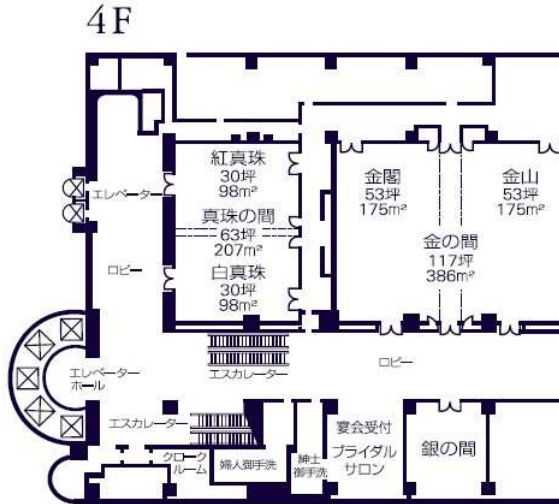 4F
紅真珠
30坪
98m²
真珠の間
63坪
207m²
白真珠
30坪
98m²
金閣
53坪
175m²
金山
53坪
175m²
金の間
117坪
386m²
エレベーター
ロビー
エレベーター
ホール
エスカレーター
ロビー
エスカレーター
クローク
ルーム
婦人御手洗
紳士
御手洗
宴会受付
ブライダル
サロン
銀の間